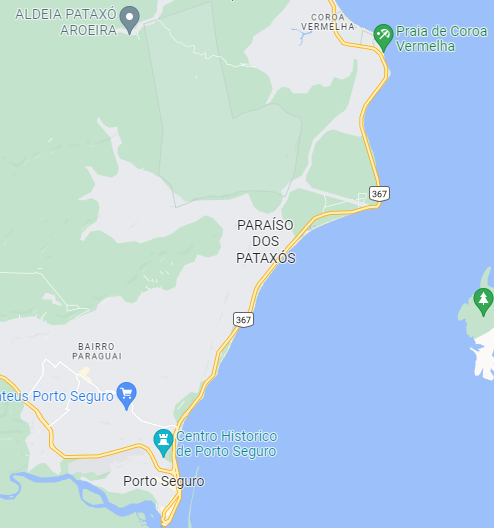 ALDEIA PATAXÓ
AROEIRA
COROA
VERMELHA
Praia de Coroa
Vermelha
367
PARAÍSO
DOS
PATAXÓS
367
BAIRRO
PARAGUAI
ateus Porto Seguro
Centro Historico
de Porto Seguro
Porto Seguro